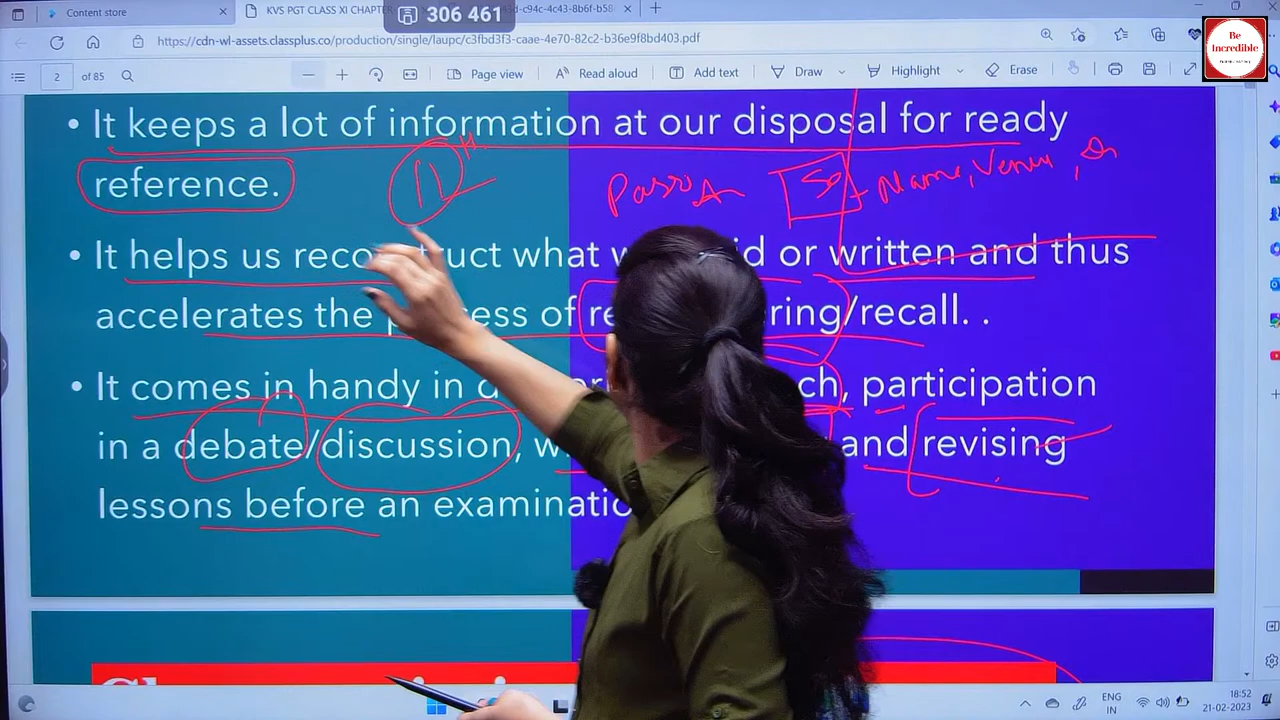 Content store
KVS PGT CLASS XI CHAPTER
d-c94c-4c43-8b6f-b58
306 461
https://cdn-wl-assets.classplus.co/production/single/laupc/c3fbd3f3-caae-4e70-82c2-b36e9f8bd403.pdf
Be
Incredible
2 of 85
Page view
Read aloud
Add text
Draw
Highlight
Erase
• It keeps a lot of information at our disposal for ready
reference.
Name, Venue,
• It helps us reco uct what w id or written and thus
accelerates the p ess of re ring/recall. .
• It comes in handy in ch, participation
in a debate/discussion, w and revising
lessons before an examinatio
ENG
IN
18:52
21-02-2023